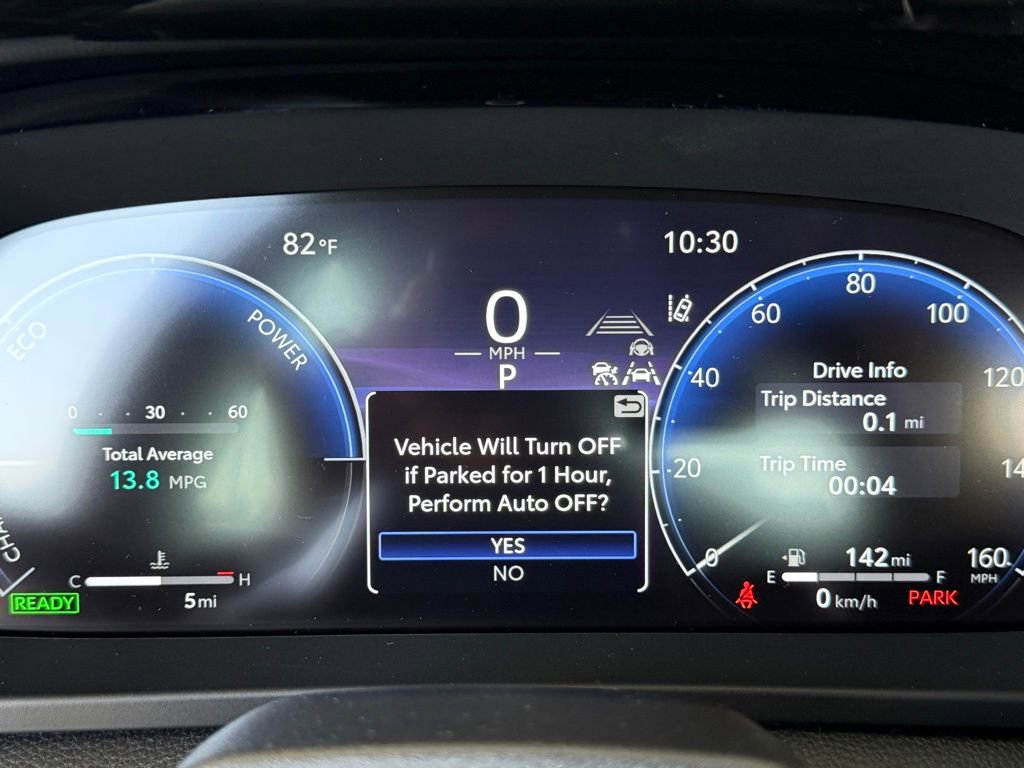 82°F
10:30
0
MPH
P
ECO
POWER
0 30 60
Total Average
13.8 MPG
C H
READY
5 mi
Vehicle Will Turn OFF
if Parked for 1 Hour,
Perform Auto OFF?
YES
NO
0
20
40
60
80
100
120
160
MPH
Drive Info
Trip Distance
0.1 mi
Trip Time
00:04
142 mi
E F
0 km/h
PARK